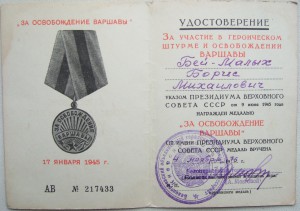 "ЗА ОСВОБОЖДЕНИЕ ВАРШАВЫ"
17 ЯНВАРЯ 1945 г.
АВ № 217433
УДОСТОВЕРЕНИЕ
ЗА УЧАСТИЕ В ГЕРОИЧЕСКОМ
ШТУРМЕ И ОСВОБОЖДЕНИИ
ВАРШАВЫ
Бей-Малых
Борис
Михайлович
УКАЗОМ ПРЕЗИДИУМА ВЕРХОВНОГО
СОВЕТА СССР от 9 июня 1945 года
НАГРАЖДЕН МЕДАЛЬЮ
"ЗА ОСВОБОЖДЕНИЕ
ВАРШАВЫ"
ОТ ИМЕНИ ПРЕЗИДИУМА ВЕРХОВНОГО
СОВЕТА СССР МЕДАЛЬ ВРУЧЕНА